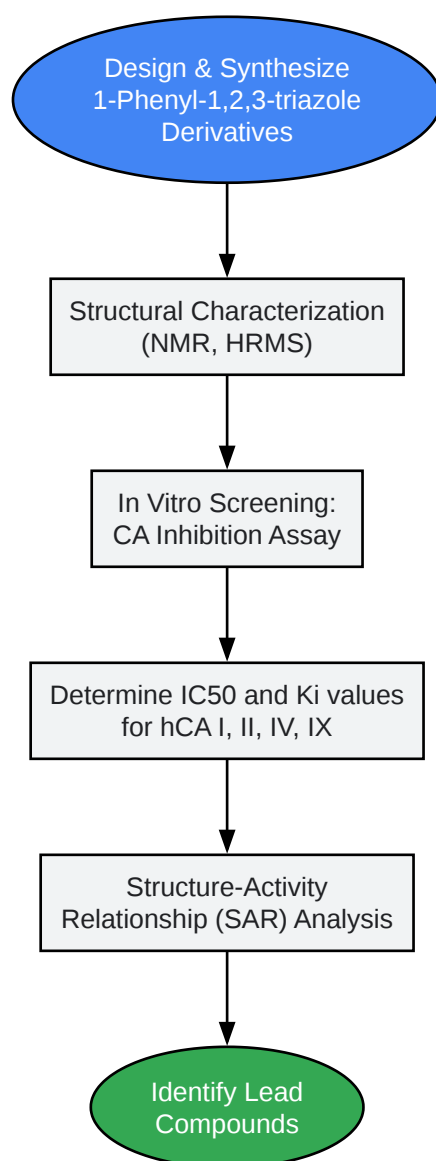 Design & Synthesize
1-Phenyl-1,2,3-triazole
Derivatives
Structural Characterization
(NMR, HRMS)
In Vitro Screening:
CA Inhibition Assay
Determine IC50 and Ki values
for hCA I, II, IV, IX
Structure-Activity
Relationship (SAR) Analysis
Identify Lead
Compounds